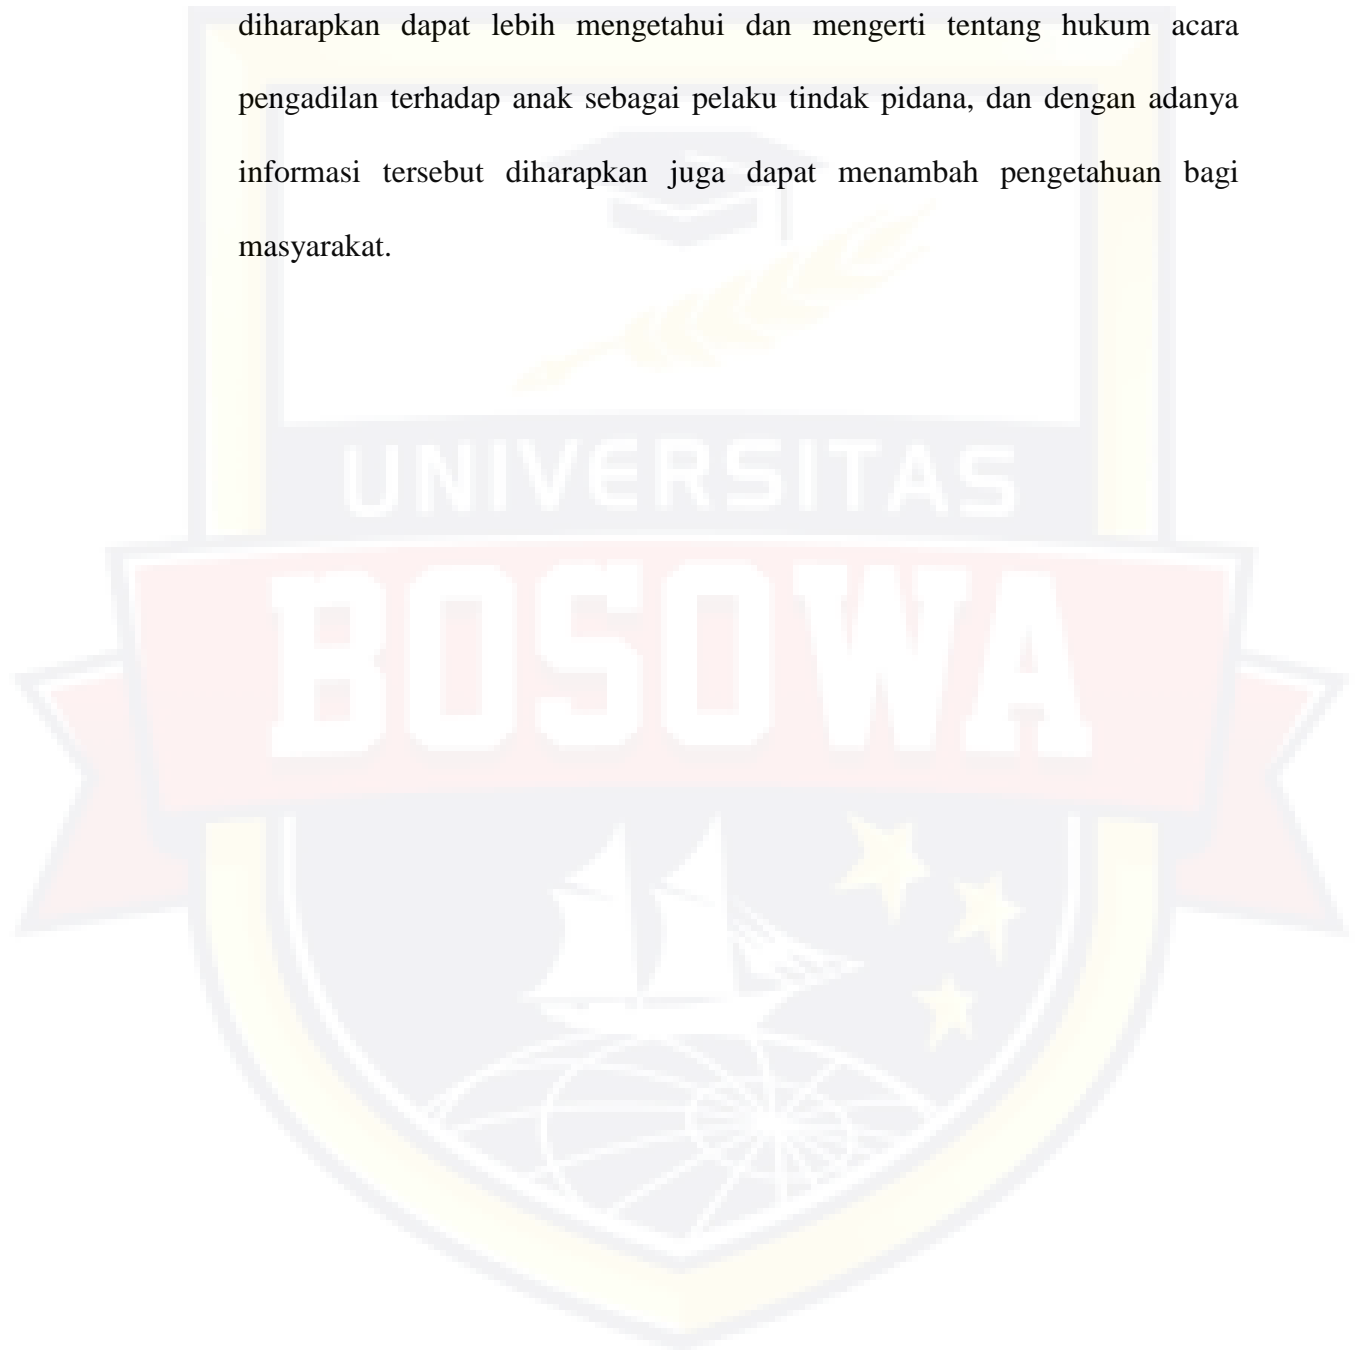 diharapkan dapat lebih mengetahui dan mengerti tentang hukum acara
pengadilan terhadap anak sebagai pelaku tindak pidana, dan dengan adanya
informasi tersebut diharapkan juga dapat menambah pengetahuan bagi
masyarakat.
UNIVERSITAS
BOSOWA